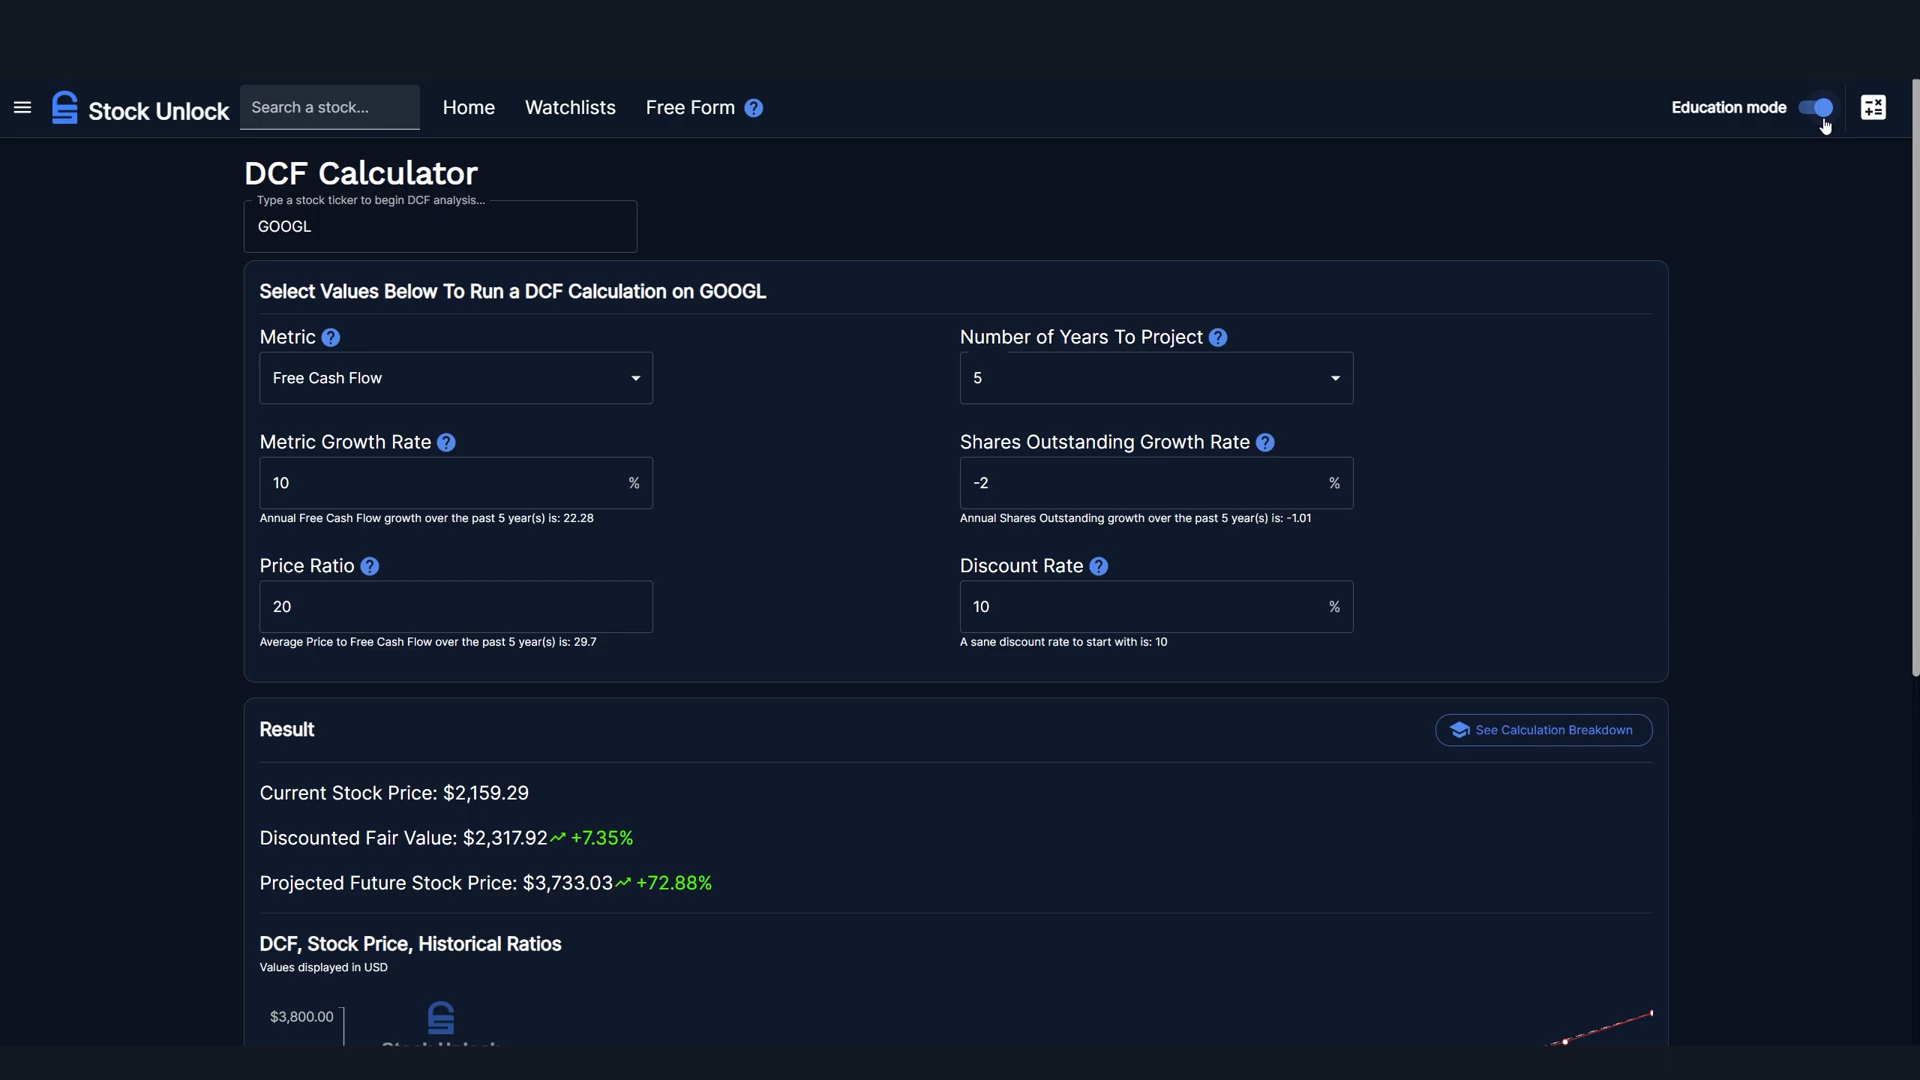 Stock Unlock
Search a stock...
Home
Watchlists
Free Form ?
Education mode
DCF Calculator
Type a stock ticker to begin DCF analysis...
GOOGL
Select Values Below To Run a DCF Calculation on GOOGL
Metric ?
Number of Years To Project ?
Free Cash Flow
5
Metric Growth Rate ?
Shares Outstanding Growth Rate ?
10 %
-2 %
Annual Free Cash Flow growth over the past 5 year(s) is: 22.28
Annual Shares Outstanding growth over the past 5 year(s) is: -1.01
Price Ratio ?
Discount Rate ?
20
10 %
Average Price to Free Cash Flow over the past 5 year(s) is: 29.7
A sane discount rate to start with is: 10
Result
See Calculation Breakdown
Current Stock Price: $2,159.29
Discounted Fair Value: $2,317.92 +7.35%
Projected Future Stock Price: $3,733.03 +72.88%
DCF, Stock Price, Historical Ratios
Values displayed in USD
$3,800.00